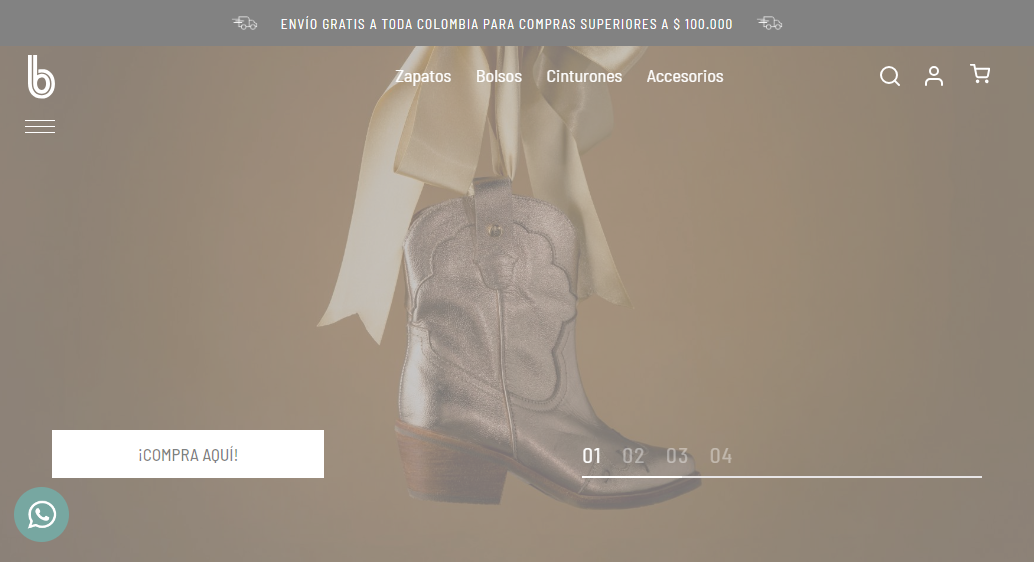 ENVÍO GRATIS A TODA COLOMBIA PARA COMPRAS SUPERIORES A $ 100.000
b
Zapatos Bolsos Cinturones Accesorios
¡COMPRA AQUÍ!
01 02 03 04